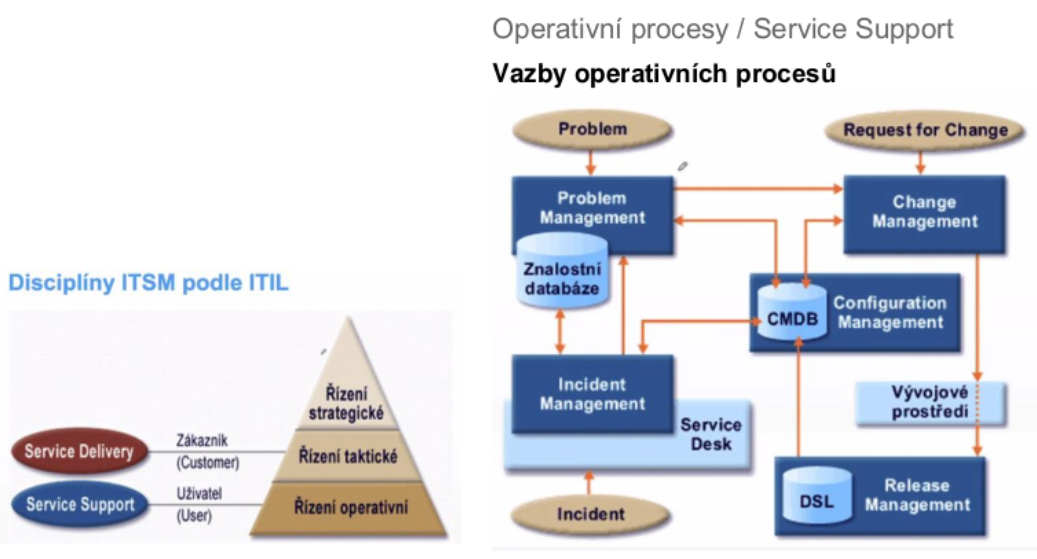 Disciplíny ITSM podle ITIL
Řízení
strategické
Service Delivery
Zákazník
(Customer)
Řízení taktické
Service Support
Uživatel
(User)
Řízení operativní
Operativní procesy / Service Support
Vazby operativních procesů
Problem
Request for Change
Problem
Management
Change
Management
Znalostní
databáze
CMDB
Configuration
Management
Incident
Management
Service
Desk
Vývojové
prostředí
DSL
Release
Management
Incident